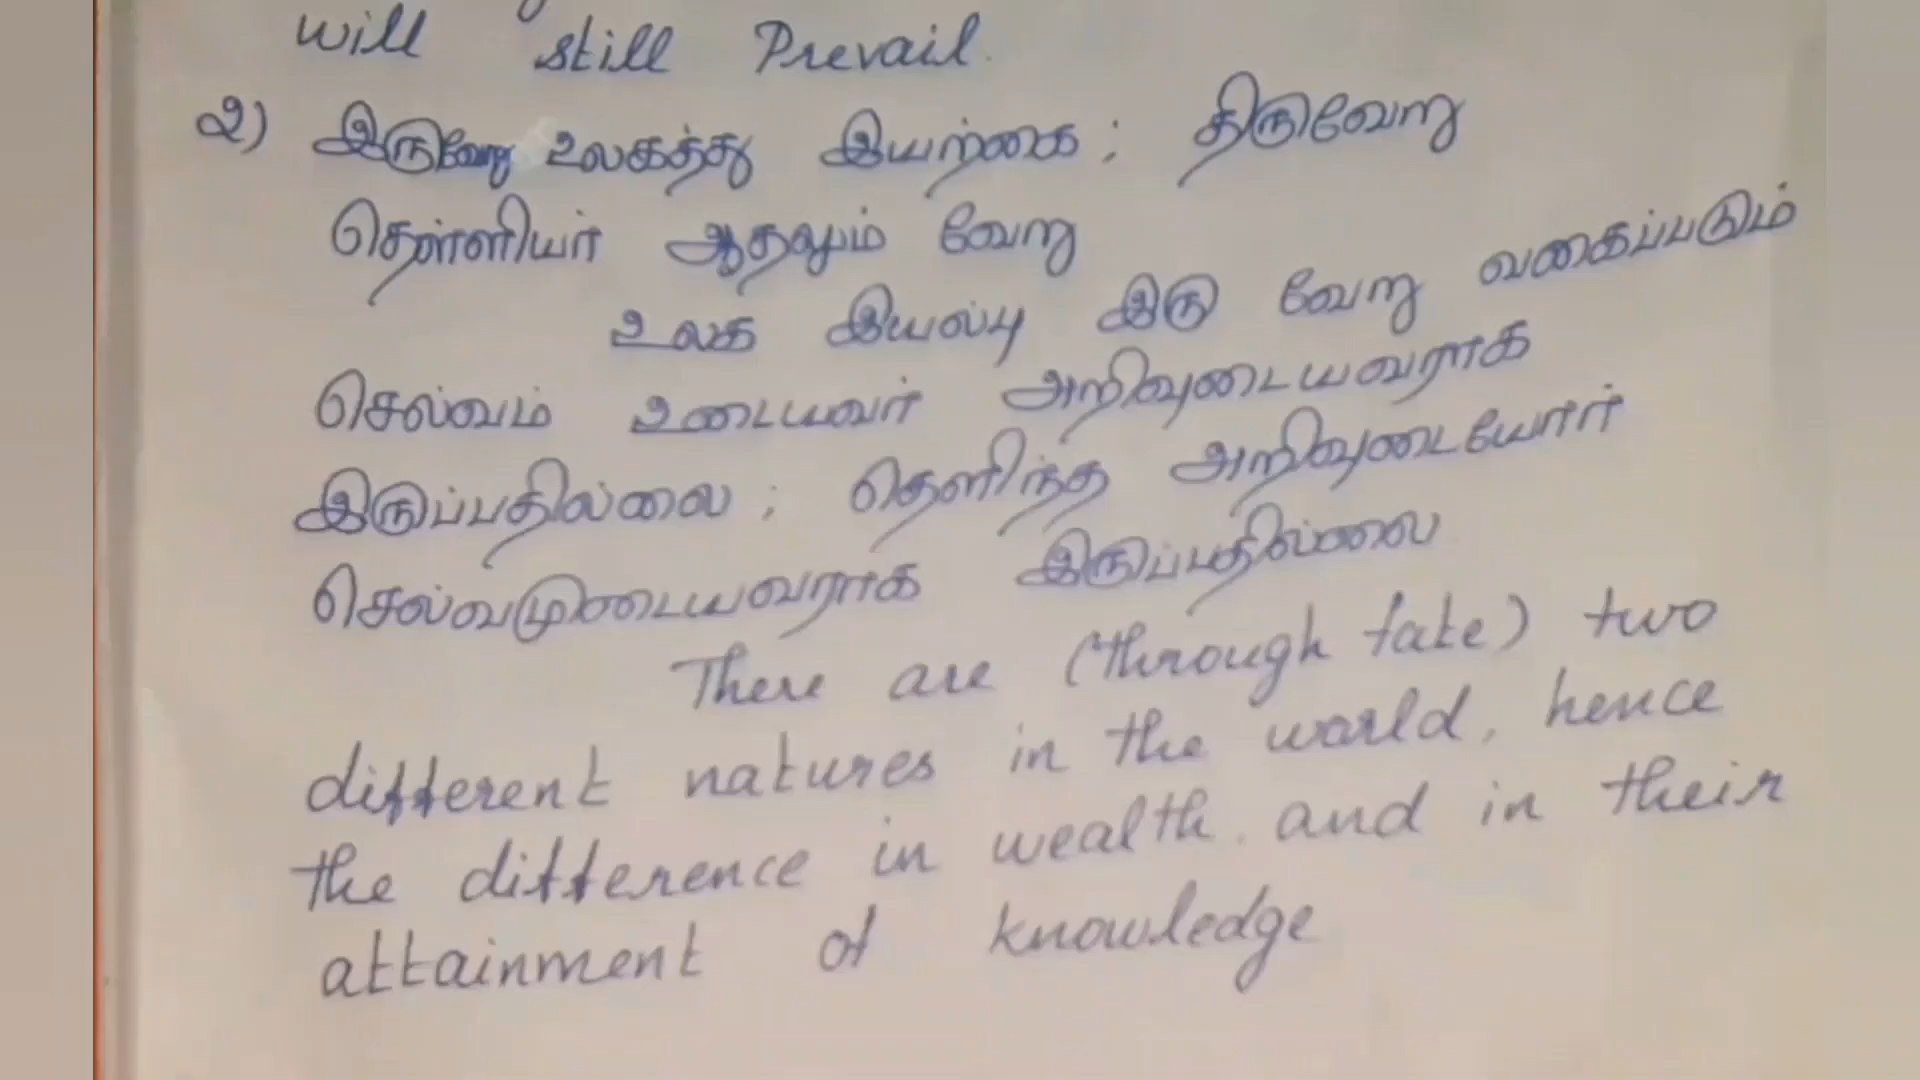 will still Prevail.
2) இருவேறு உலகத்து இயற்கை; திருவேறு
தெள்ளியர் ஆதலும் வேறு
உலக இயல்பு இரு வேறு வகைப்படும்
செல்வம் உடையவர் அறிவுடையவராக
இருப்பதில்லை; தெளிந்த அறிவுடையோர்
செல்வமுடையவராக இருப்பதில்லை
There are (through fate) two
different natures in the world, hence
the difference in wealth and in their
attainment of knowledge